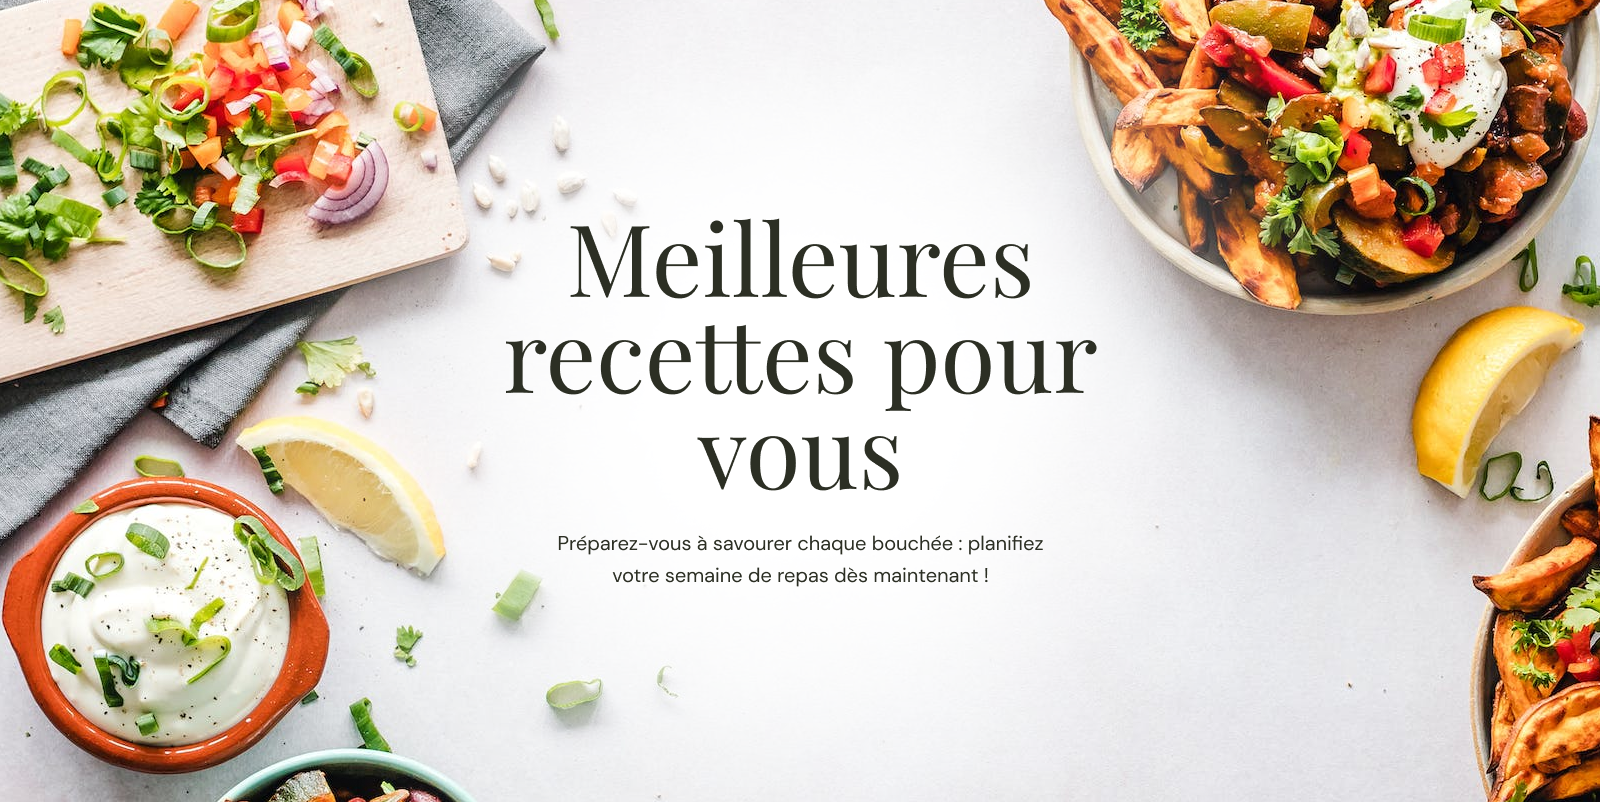 Meilleures
recettes pour
vous
Préparez-vous à savourer chaque bouchée : planifiez
votre semaine de repas dès maintenant !